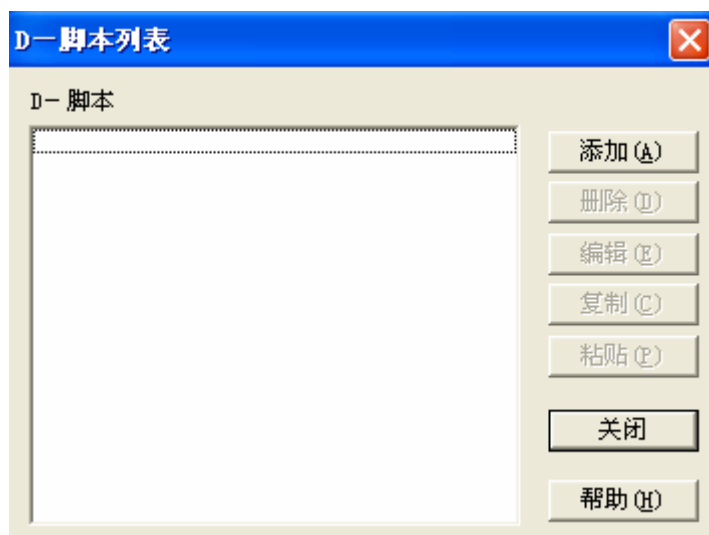 D－脚本列表
D－ 脚本
添加(A)
删除(D)
编辑(E)
复制(C)
粘贴(P)
关闭
帮助(H)